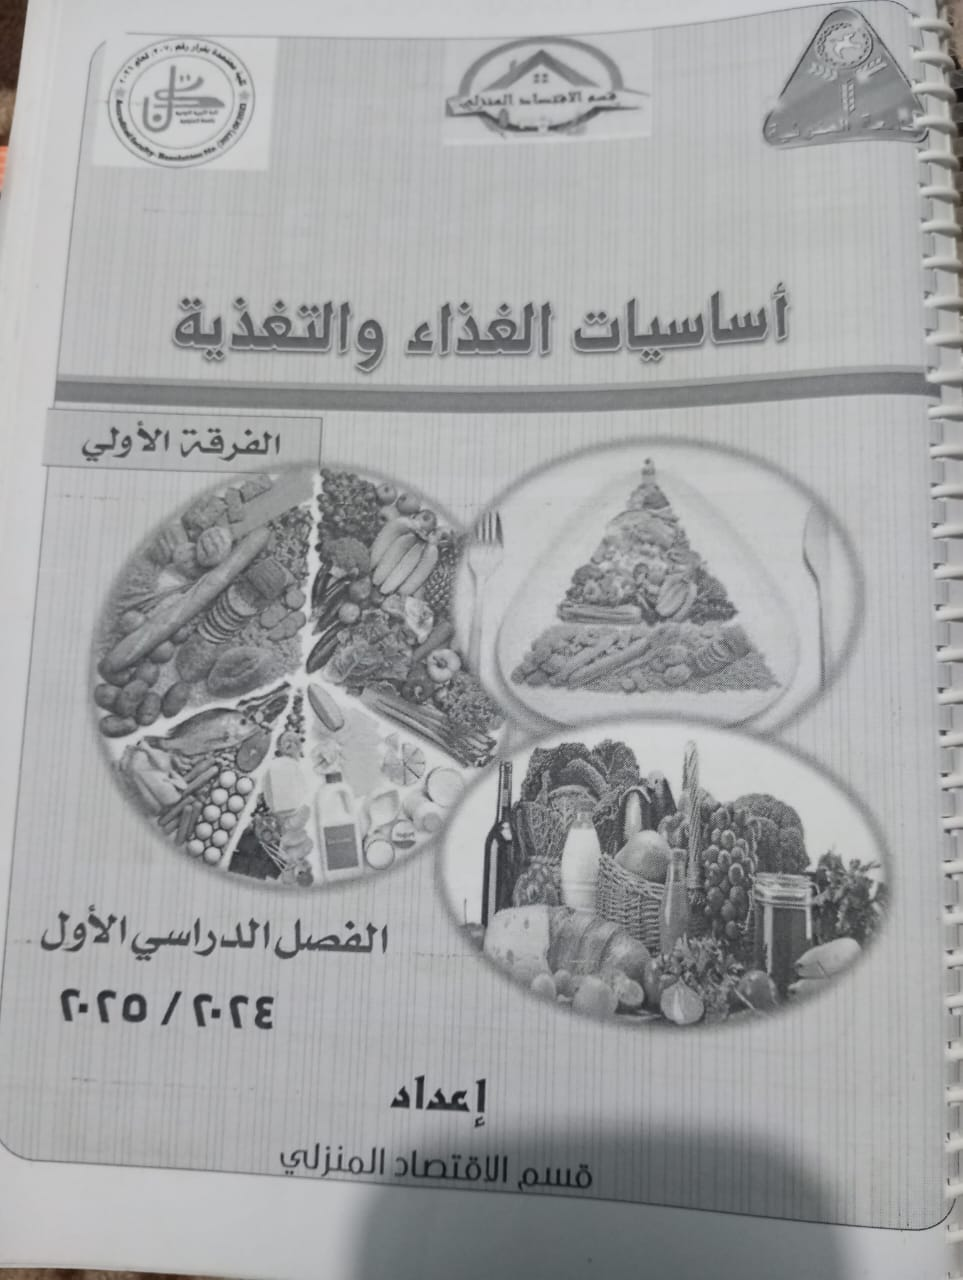 قسم الاقتصاد المنزلي
أساسيات الغذاء والتغذية
الفرقة الأولي
الفصل الدراسي الأول
٢٠٢٤ / ٢٠٢٥
إعداد
قسم الاقتصاد المنزلي